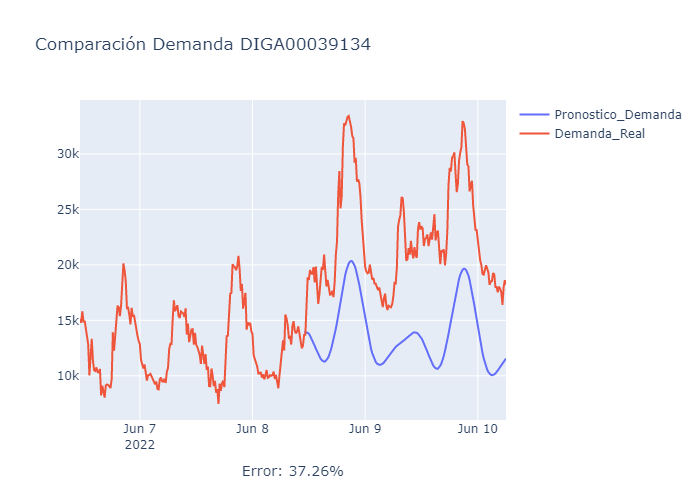 Comparación Demanda DIGA00039134
Pronostico_Demanda
Demanda_Real
30k
25k
20k
15k
10k
Jun 7
2022
Jun 8
Jun 9
Jun 10
Error: 37.26%